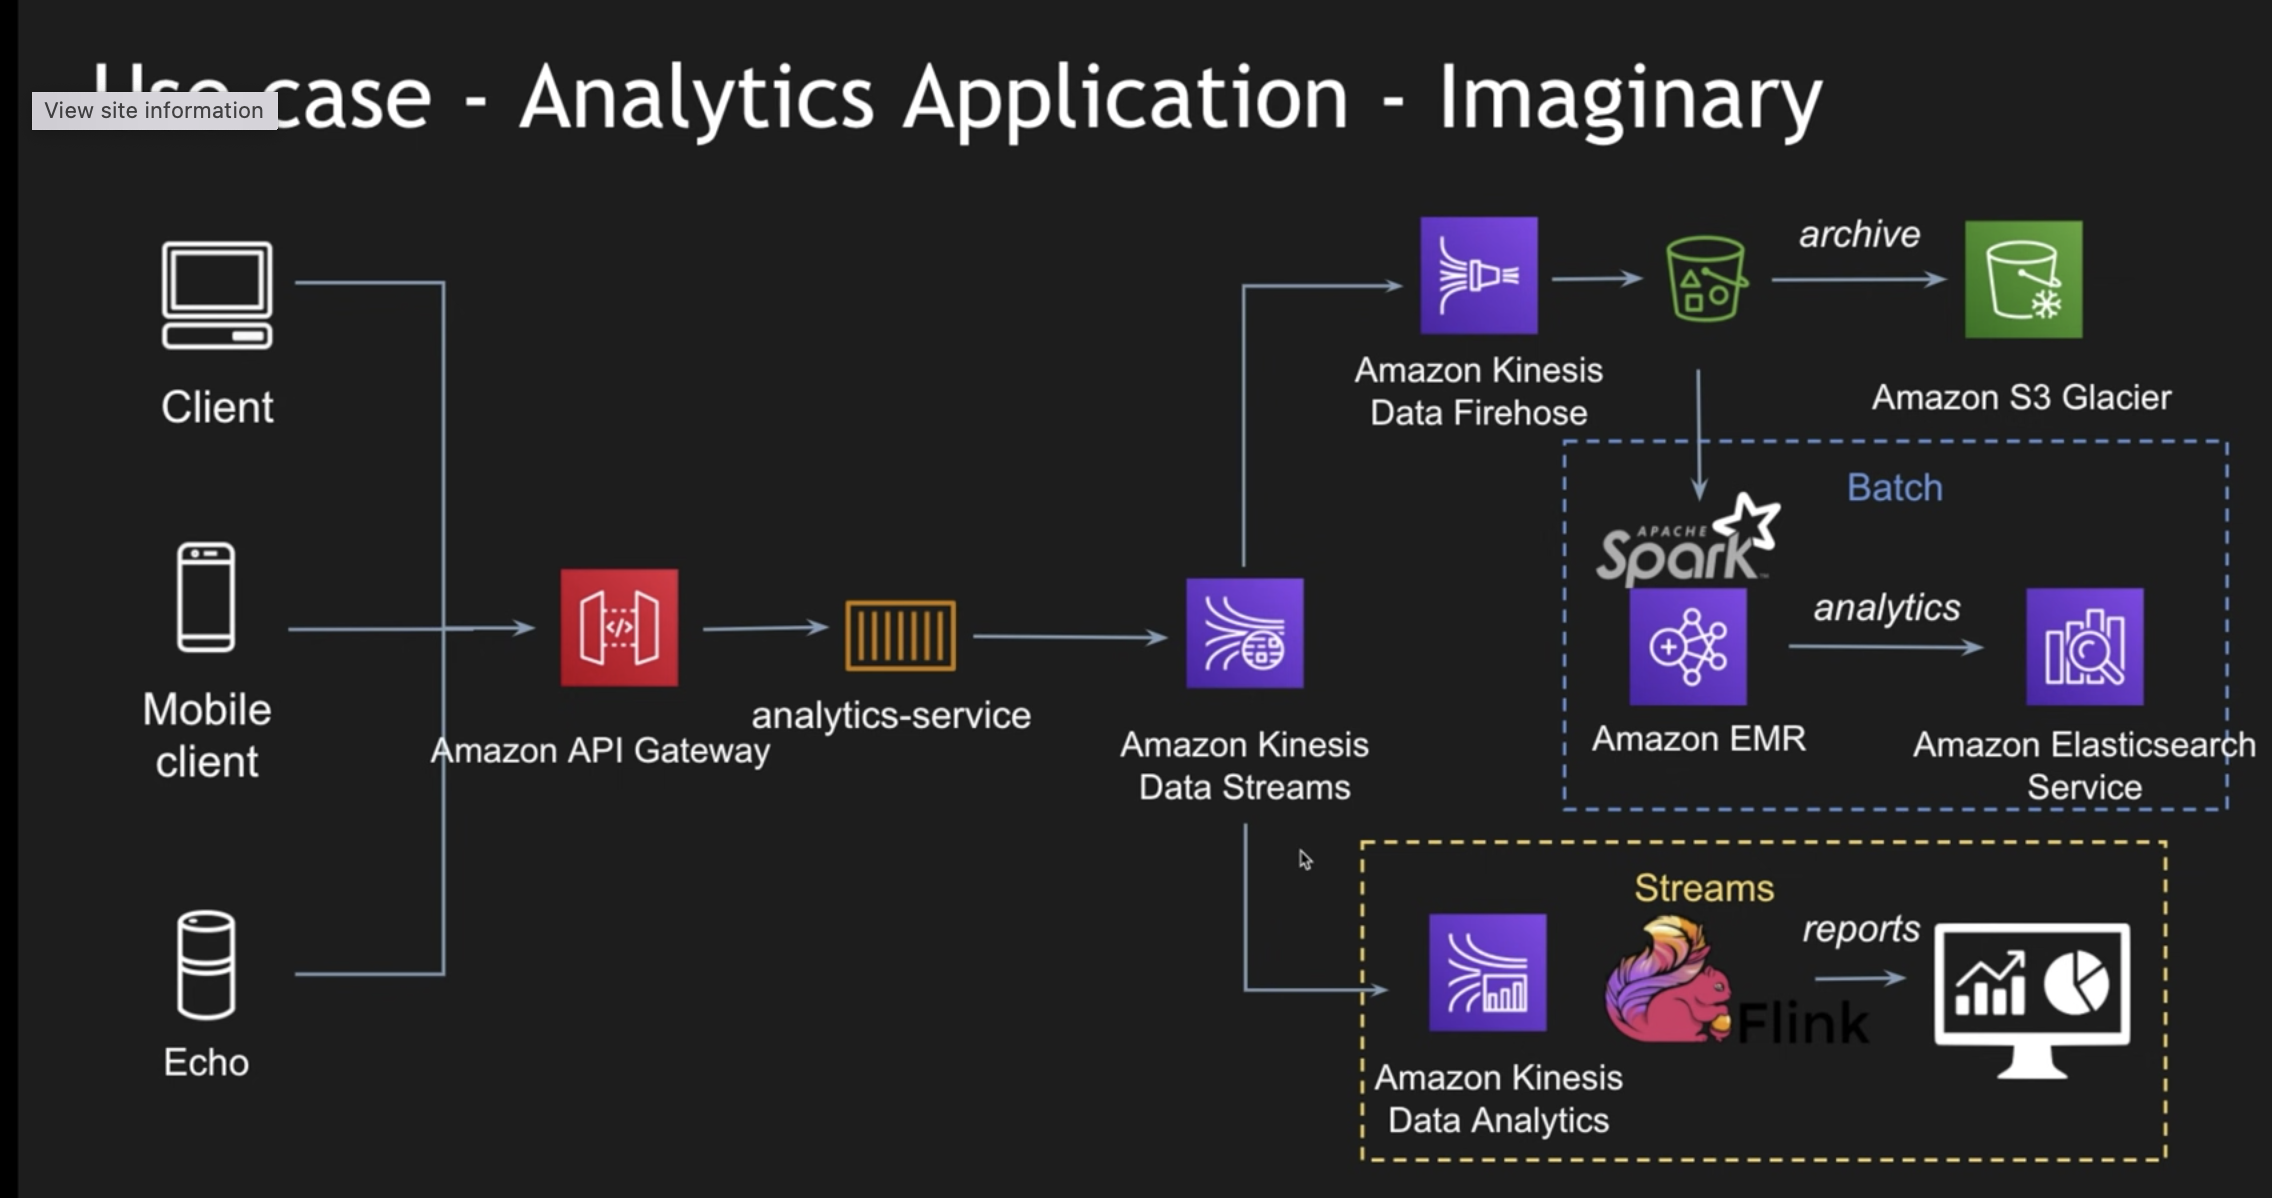 Use case - Analytics Application - Imaginary
View site information
Client
Mobile
client
Echo
Amazon API Gateway
analytics-service
Amazon Kinesis
Data Streams
Amazon Kinesis
Data Firehose
archive
Amazon S3 Glacier
Batch
APACHE
Spark™
analytics
Amazon EMR
Amazon Elasticsearch
Service
Streams
Flink
reports
Amazon Kinesis
Data Analytics